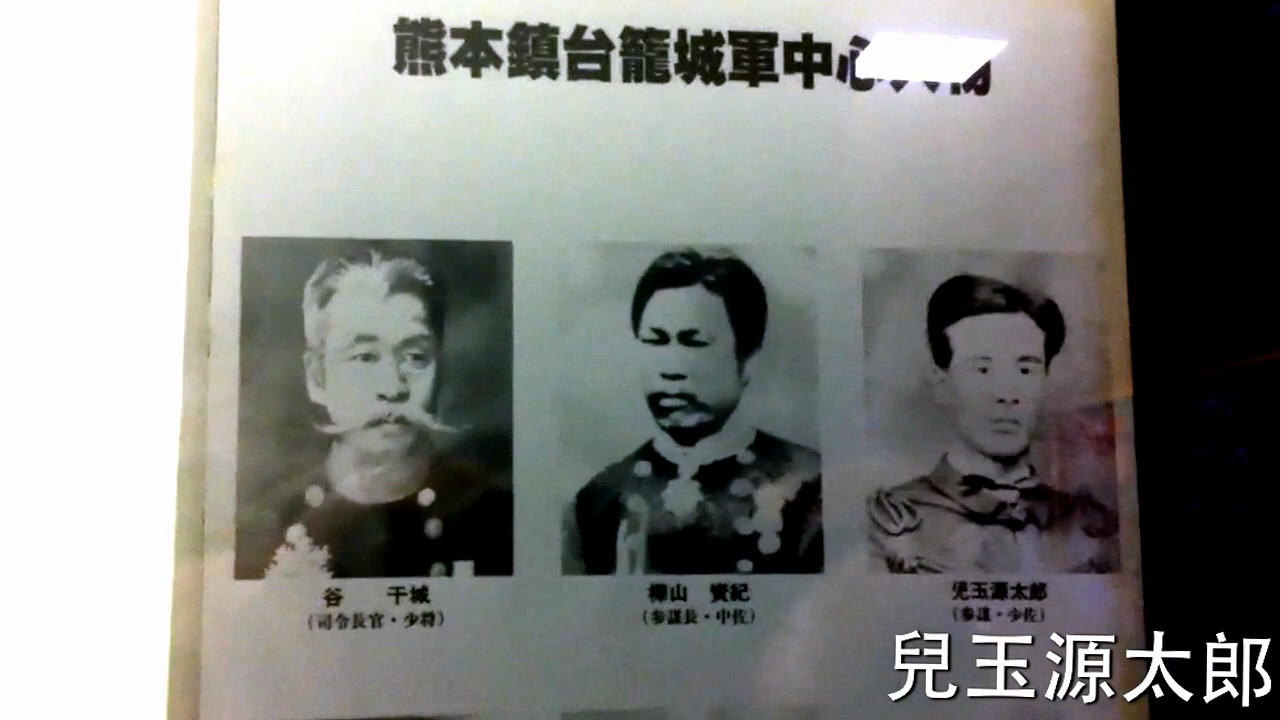 熊本鎮台籠城軍中心
谷 干城
(司令長官・少将)
樺山 資紀
(参謀長・中佐)
児玉源太郎
(参謀・少佐)
兒玉源太郎